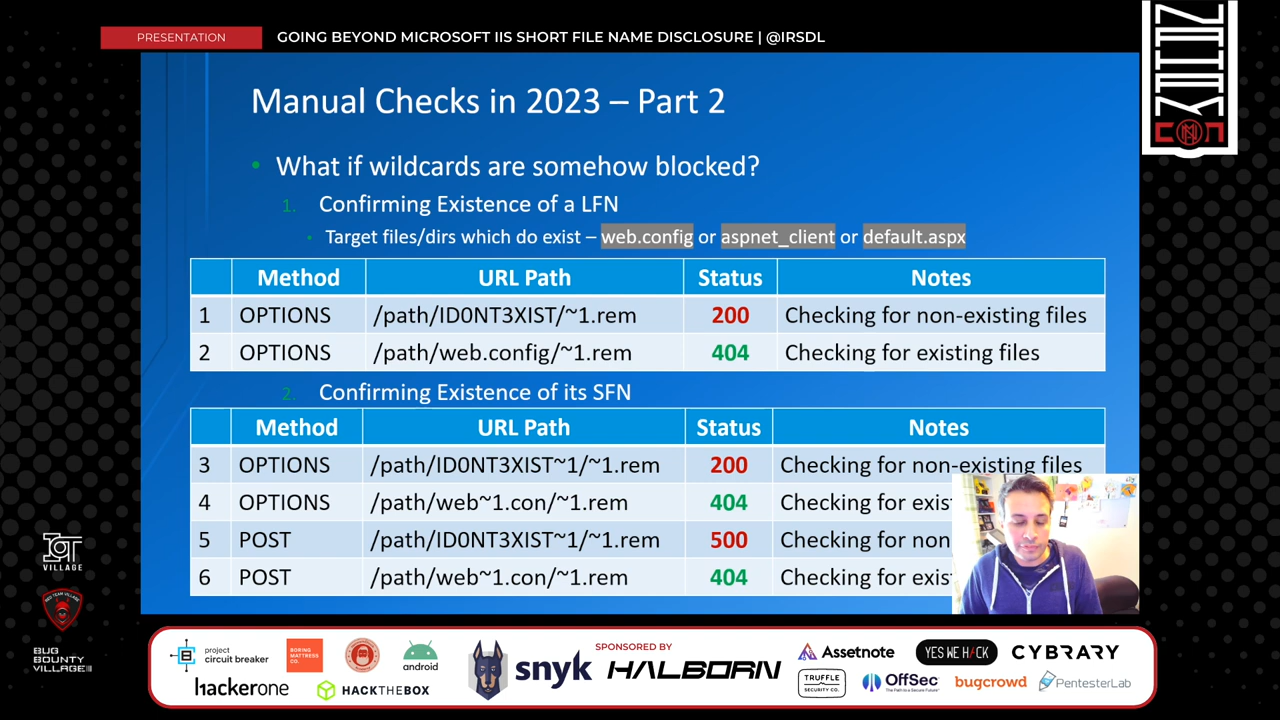 PRESENTATION
GOING BEYOND MICROSOFT IIS SHORT FILE NAME DISCLOSURE | @IRSDL
Manual Checks in 2023 – Part 2
• What if wildcards are somehow blocked?
1. Confirming Existence of a LFN
• Target files/dirs which do exist – web.config or aspnet_client or default.aspx
Method URL Path Status Notes
1 OPTIONS /path/ID0NT3XIST/~1.rem 200 Checking for non-existing files
2 OPTIONS /path/web.config/~1.rem 404 Checking for existing files
2. Confirming Existence of its SFN
Method URL Path Status Notes
3 OPTIONS /path/ID0NT3XIST~1/~1.rem 200 Checking for non-existing files
4 OPTIONS /path/web~1.con/~1.rem 404 Checking for exis
5 POST /path/ID0NT3XIST~1/~1.rem 500 Checking for non
6 POST /path/web~1.con/~1.rem 404 Checking for exis
CON
IOT
VILLAGE
RED TEAM VILLAGE
BUG
BOUNTY
VILLAGE
project
circuit breaker
BORING
MATTRESS
CO.
android
hackerone
HACKTHEBOX
snyk
SPONSORED BY
HALBORN
Assetnote
YES WE H/CK
CYBRARY
TRUFFLE
SECURITY CO.
OffSec
bugcrowd
PentesterLab